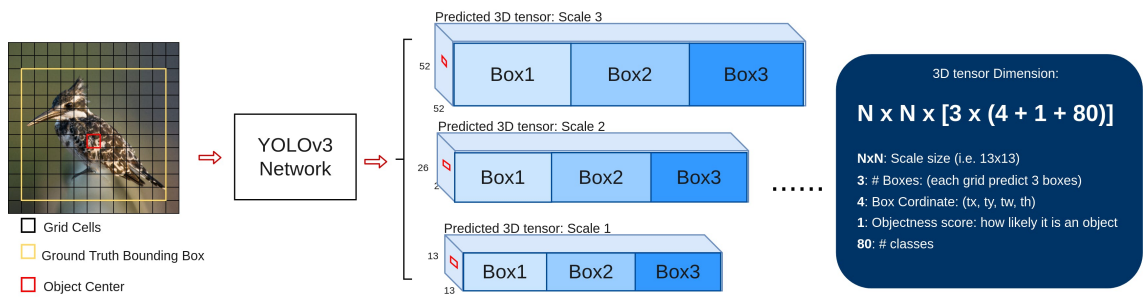 Grid Cells
Ground Truth Bounding Box
Object Center
YOLOv3
Network
Predicted 3D tensor: Scale 3
52
52
Box1 Box2 Box3
Predicted 3D tensor: Scale 2
26
2
Box1 Box2 Box3
Predicted 3D tensor: Scale 1
13
13
Box1 Box2 Box3
......
3D tensor Dimension:
N x N x [3 x (4 + 1 + 80)]
NxN: Scale size (i.e. 13x13)
3: # Boxes: (each grid predict 3 boxes)
4: Box Cordinate: (tx, ty, tw, th)
1: Objectness score: how likely it is an object
80: # classes